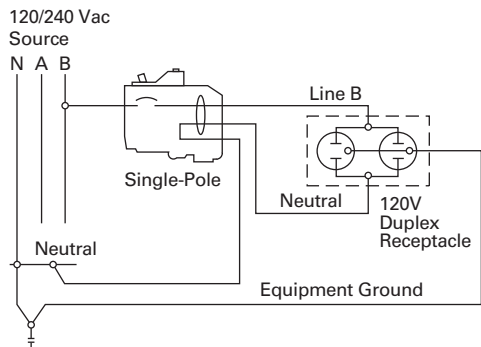 120/240 Vac
Source
N A B
Line B
Single-Pole
Neutral
120V
Duplex
Receptacle
Neutral
Equipment Ground